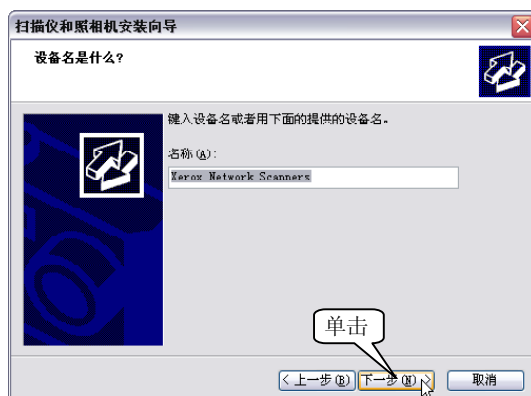 扫描仪和照相机安装向导
设备名是什么?
键入设备名或者用下面的提供的设备名。
名称(A):
Xerox Network Scanners
单击
< 上一步(B) 下一步(N) > 取消